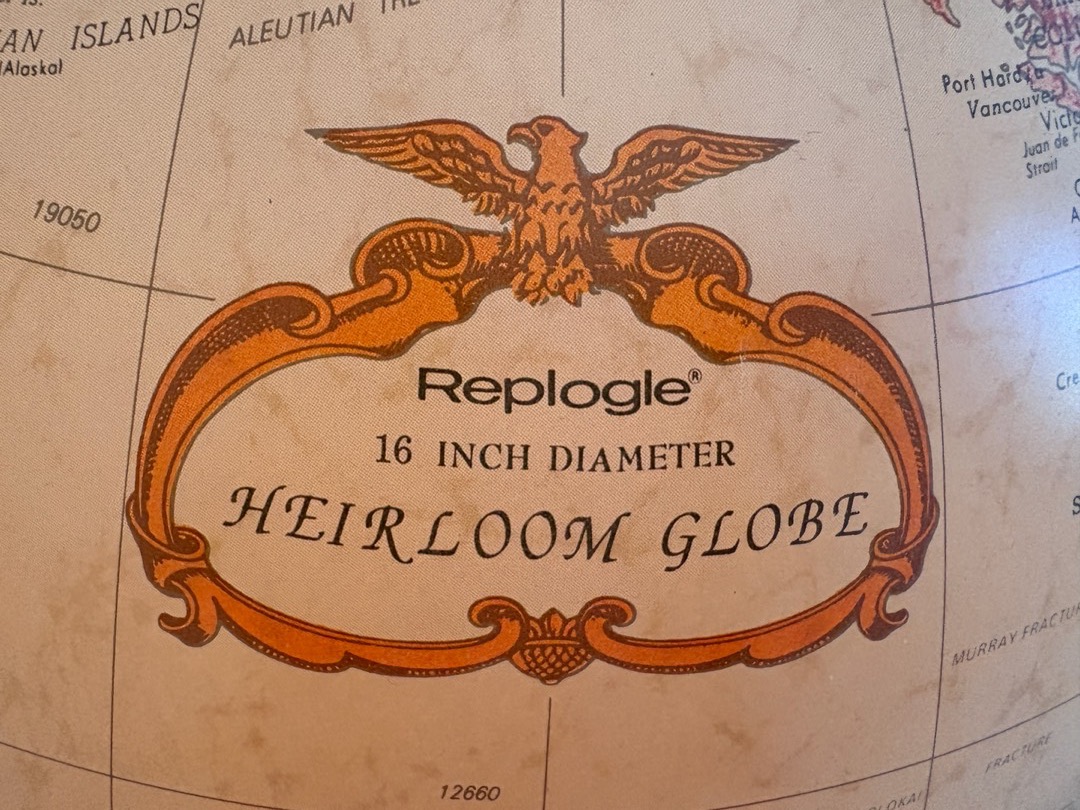 AN ISLANDS
ALEUTIAN
(Alaska)
Port Hardy
Vancouver
Juan de
Strait
19050
Replogle®
16 INCH DIAMETER
HEIRLOOM GLOBE
MURRAY FRACTU
FRACTURE
12660
OLOKAI